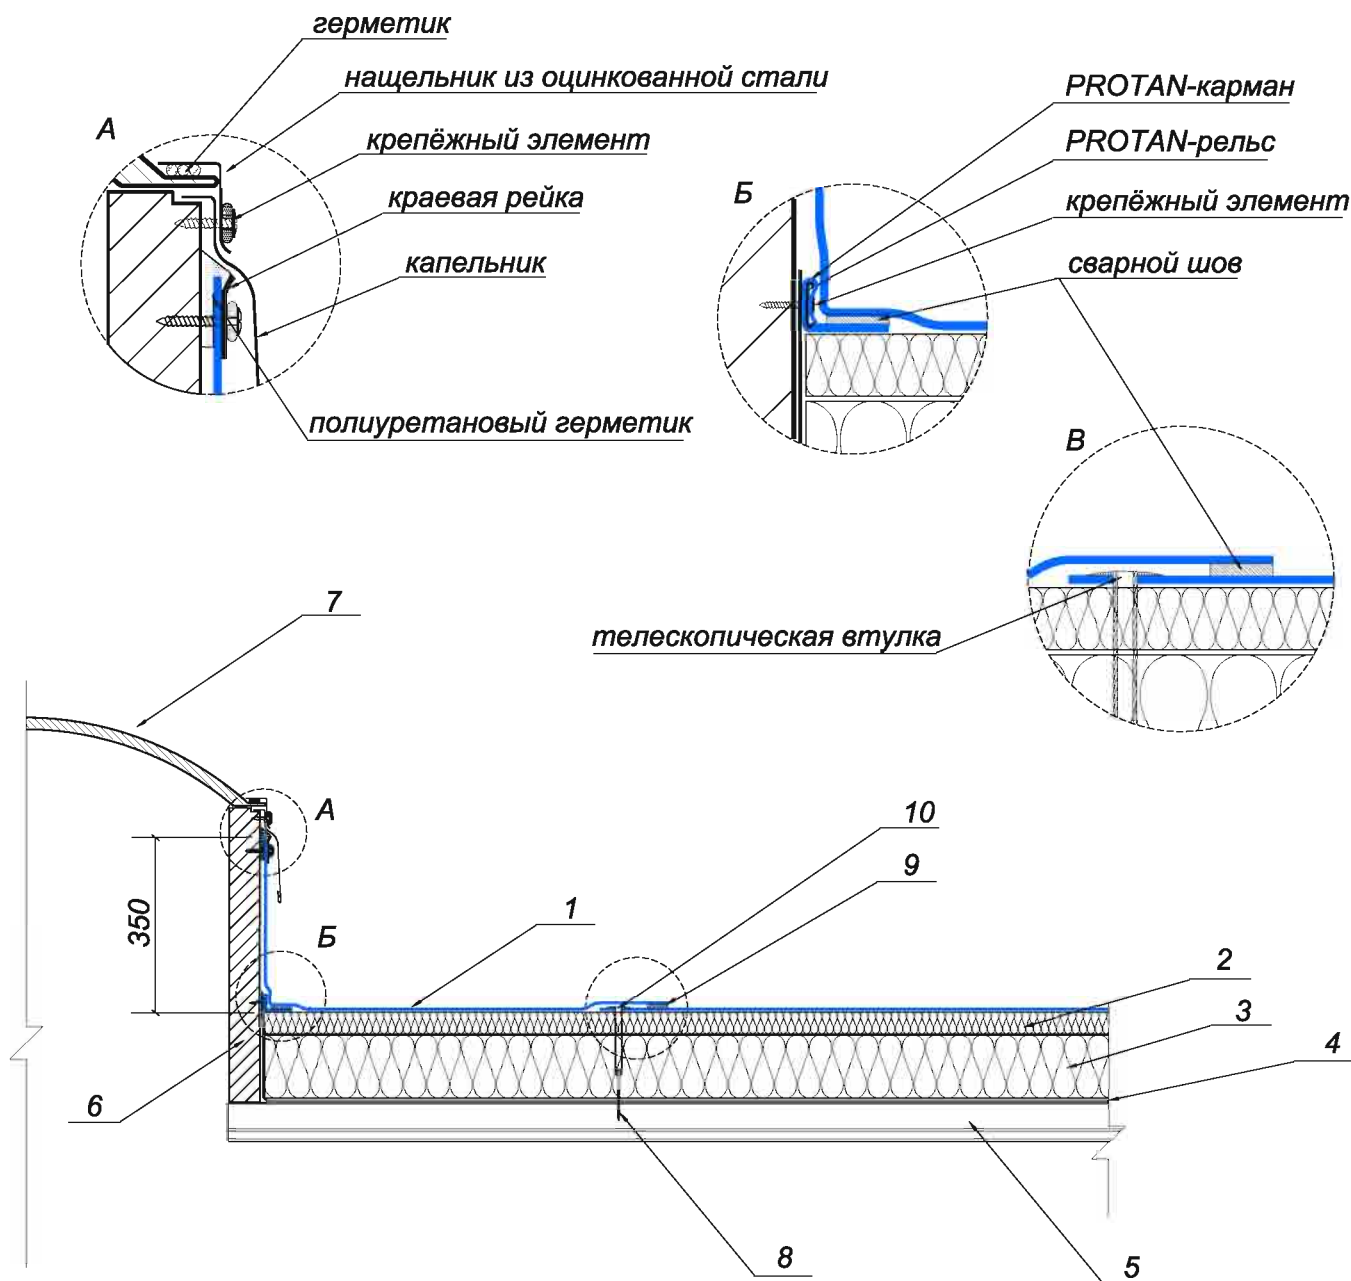 герметик
нащельник из оцинкованной стали
А
крепёжный элемент
краевая рейка
капельник
полиуретановый герметик
PROTAN-карман
PROTAN-рельс
Б
крепёжный элемент
сварной шов
В
телескопическая втулка
7
А
10
9
350
Б
1
2
3
4
6
8
5